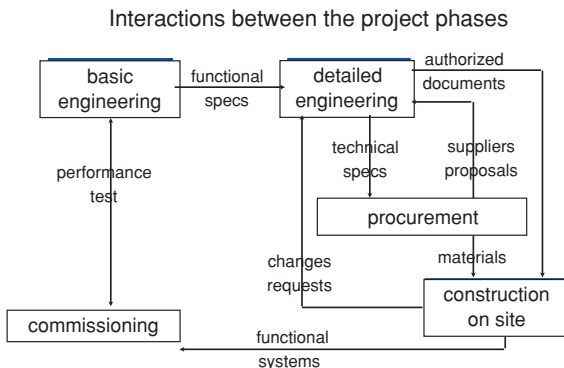 Interactions between the project phases
basic
engineering
functional
specs
detailed
engineering
authorized
documents
performance
test
technical
specs
suppliers
proposals
procurement
changes
requests
materials
commissioning
construction
on site
functional
systems